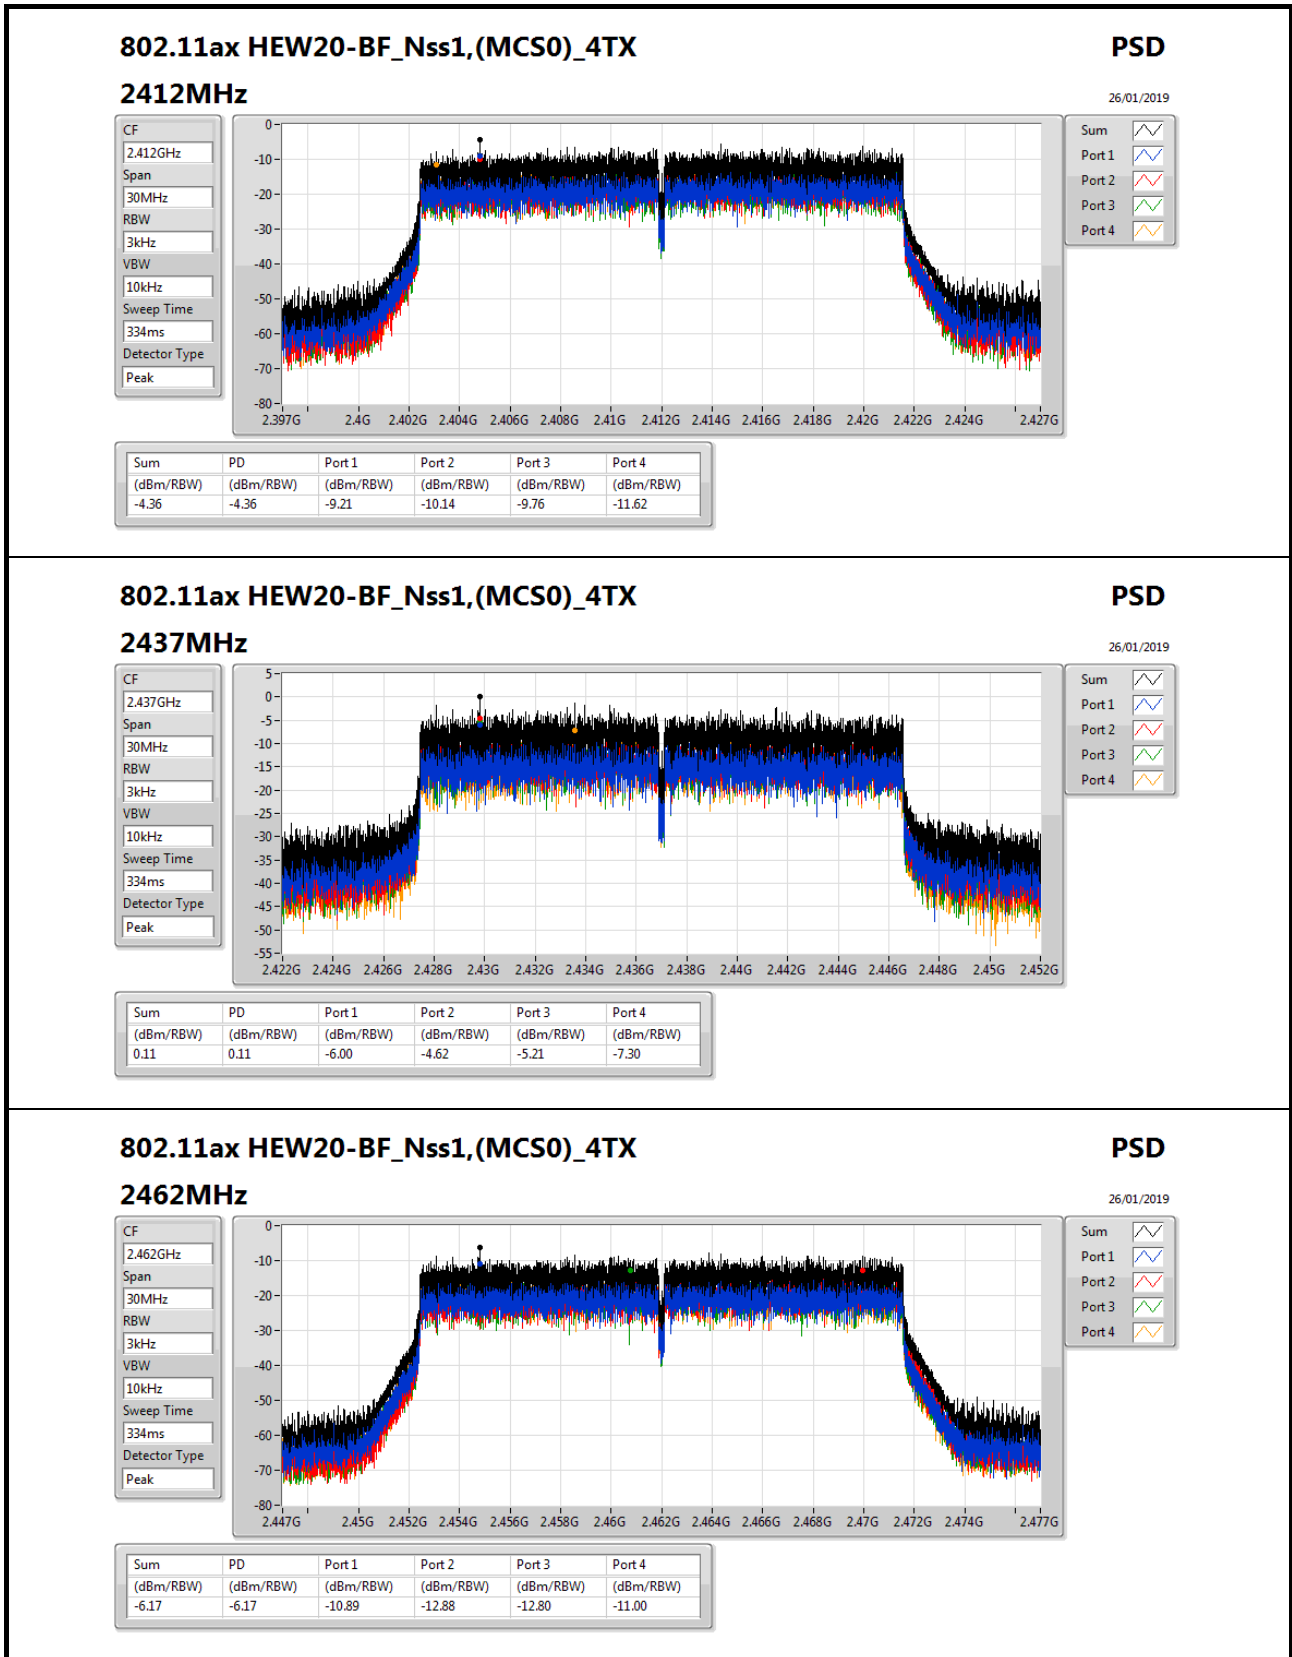 802.11ax HEW20-BF_Nss1,(MCS0)_4TX PSD
2412MHz 26/01/2019
CF
2.412GHz
Span
30MHz
RBW
3kHz
VBW
10kHz
Sweep Time
334ms
Detector Type
Peak
0
-10
-20
-30
-40
-50
-60
-70
-80
2.397G 2.4G 2.402G 2.404G 2.406G 2.408G 2.41G 2.412G 2.414G 2.416G 2.418G 2.42G 2.422G 2.424G 2.427G
Sum
Port 1
Port 2
Port 3
Port 4
Sum PD Port 1 Port 2 Port 3 Port 4
(dBm/RBW) (dBm/RBW) (dBm/RBW) (dBm/RBW) (dBm/RBW) (dBm/RBW)
-4.36 -4.36 -9.21 -10.14 -9.76 -11.62
802.11ax HEW20-BF_Nss1,(MCS0)_4TX PSD
2437MHz 26/01/2019
CF
2.437GHz
Span
30MHz
RBW
3kHz
VBW
10kHz
Sweep Time
334ms
Detector Type
Peak
5
0
-5
-10
-15
-20
-25
-30
-35
-40
-45
-50
-55
2.422G 2.424G 2.426G 2.428G 2.43G 2.432G 2.434G 2.436G 2.438G 2.44G 2.442G 2.444G 2.446G 2.448G 2.45G 2.452G
Sum
Port 1
Port 2
Port 3
Port 4
Sum PD Port 1 Port 2 Port 3 Port 4
(dBm/RBW) (dBm/RBW) (dBm/RBW) (dBm/RBW) (dBm/RBW) (dBm/RBW)
0.11 0.11 -6.00 -4.62 -5.21 -7.30
802.11ax HEW20-BF_Nss1,(MCS0)_4TX PSD
2462MHz 26/01/2019
CF
2.462GHz
Span
30MHz
RBW
3kHz
VBW
10kHz
Sweep Time
334ms
Detector Type
Peak
0
-10
-20
-30
-40
-50
-60
-70
-80
2.447G 2.45G 2.452G 2.454G 2.456G 2.458G 2.46G 2.462G 2.464G 2.466G 2.468G 2.47G 2.472G 2.474G 2.477G
Sum
Port 1
Port 2
Port 3
Port 4
Sum PD Port 1 Port 2 Port 3 Port 4
(dBm/RBW) (dBm/RBW) (dBm/RBW) (dBm/RBW) (dBm/RBW) (dBm/RBW)
-6.17 -6.17 -10.89 -12.88 -12.80 -11.00